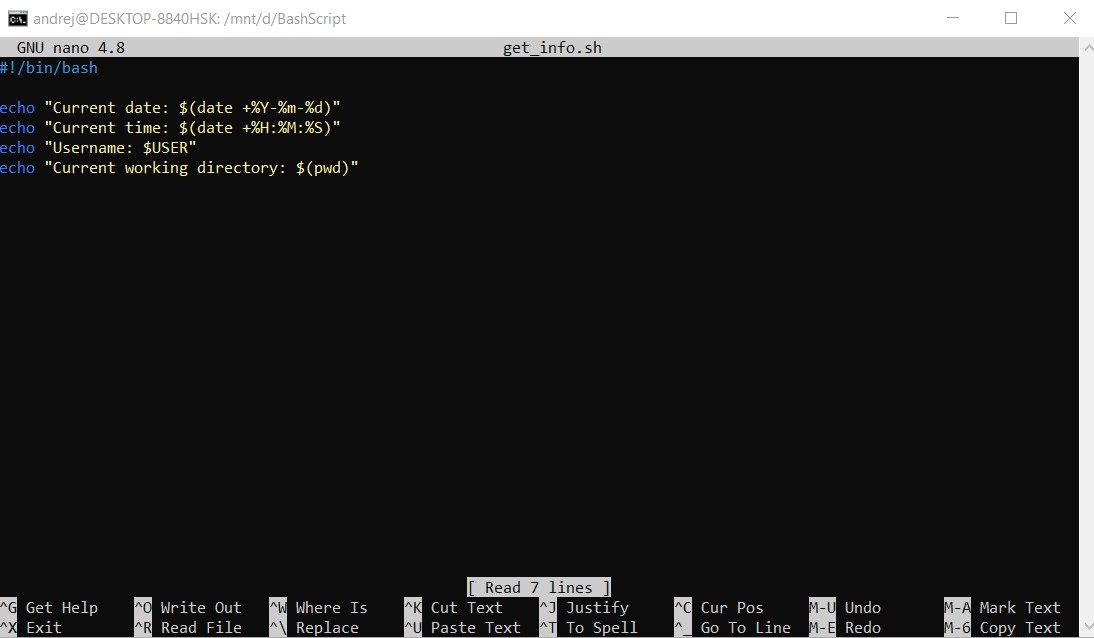 andrej@DESKTOP-8840HSK: /mnt/d/BashScript
GNU nano 4.8 get_info.sh
#!/bin/bash
echo "Current date: $(date +%Y-%m-%d)"
echo "Current time: $(date +%H:%M:%S)"
echo "Username: $USER"
echo "Current working directory: $(pwd)"
[ Read 7 lines ]
^G Get Help ^O Write Out ^W Where Is ^K Cut Text ^J Justify ^C Cur Pos M-U Undo M-A Mark Text
^X Exit ^R Read File ^\ Replace ^U Paste Text ^T To Spell ^_ Go To Line M-E Redo M-6 Copy Text